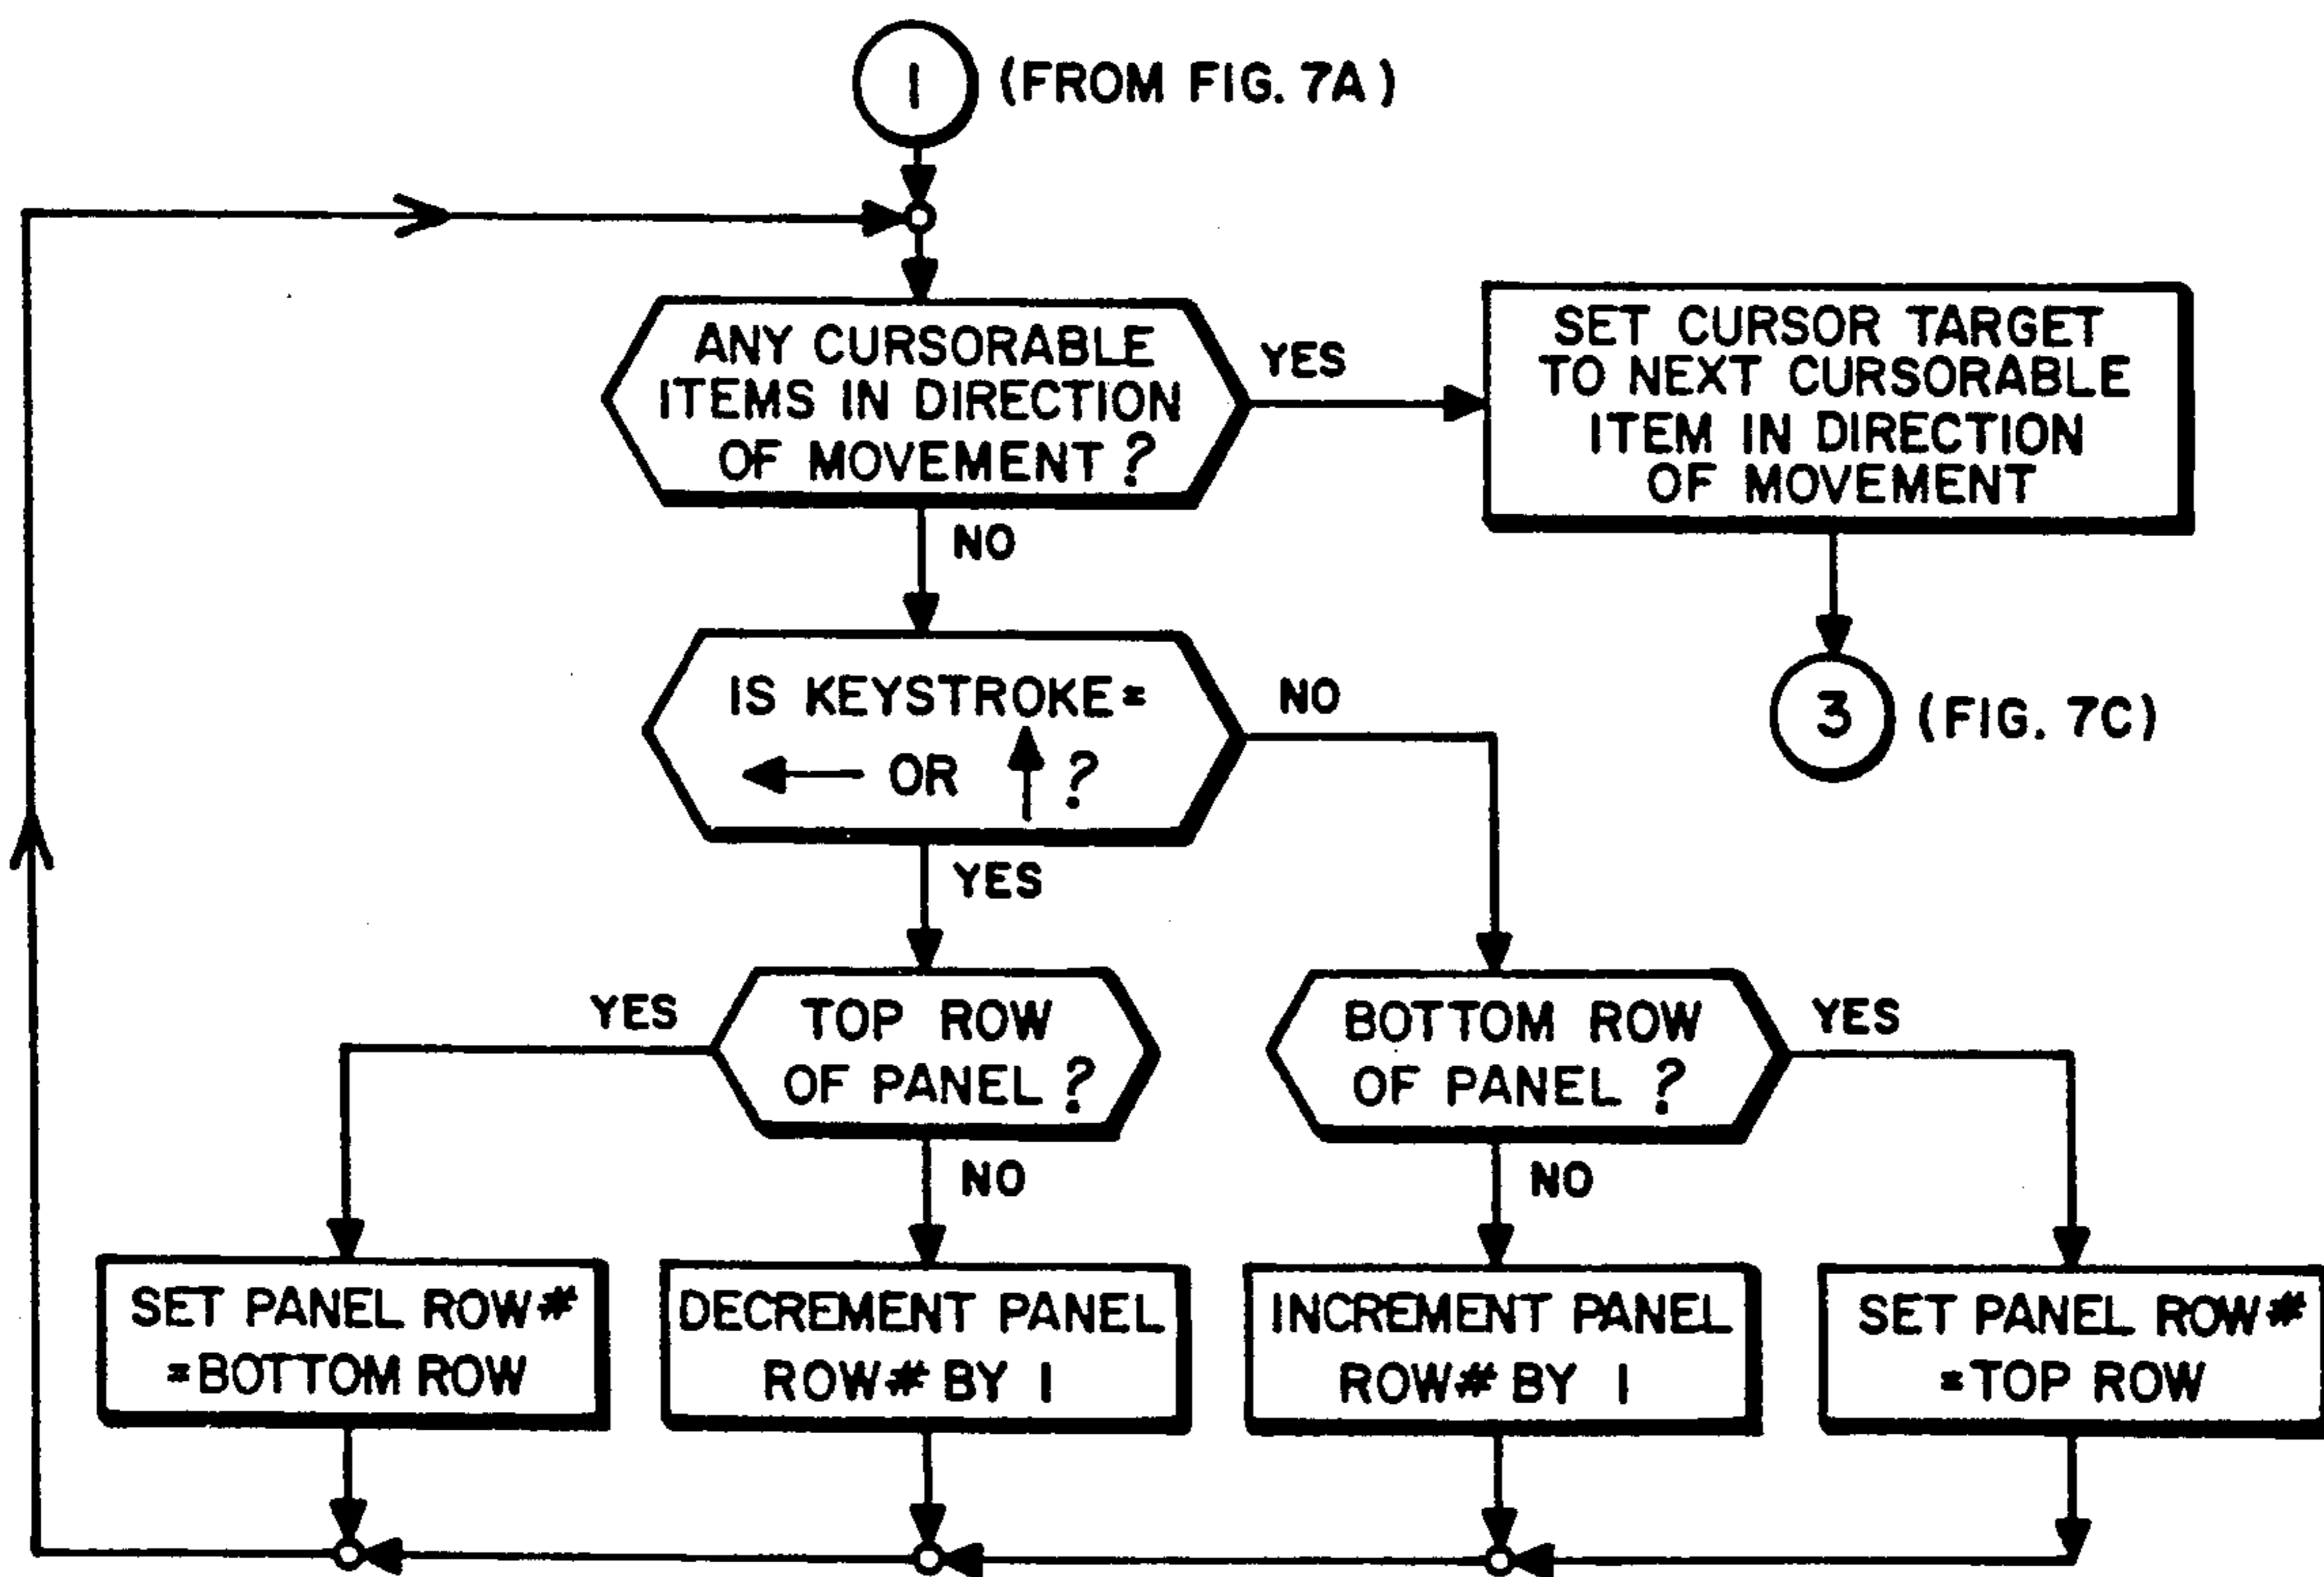 1 (FROM FIG. 7A)
ANY CURSORABLE
ITEMS IN DIRECTION
OF MOVEMENT ?
YES
SET CURSOR TARGET
TO NEXT CURSORABLE
ITEM IN DIRECTION
OF MOVEMENT
NO
3 (FIG. 7C)
IS KEYSTROKE =
← OR ↑ ?
NO
YES
TOP ROW
OF PANEL ?
YES
NO
BOTTOM ROW
OF PANEL ?
YES
NO
SET PANEL ROW#
=BOTTOM ROW
DECREMENT PANEL
ROW# BY 1
INCREMENT PANEL
ROW# BY 1
SET PANEL ROW#
=TOP ROW